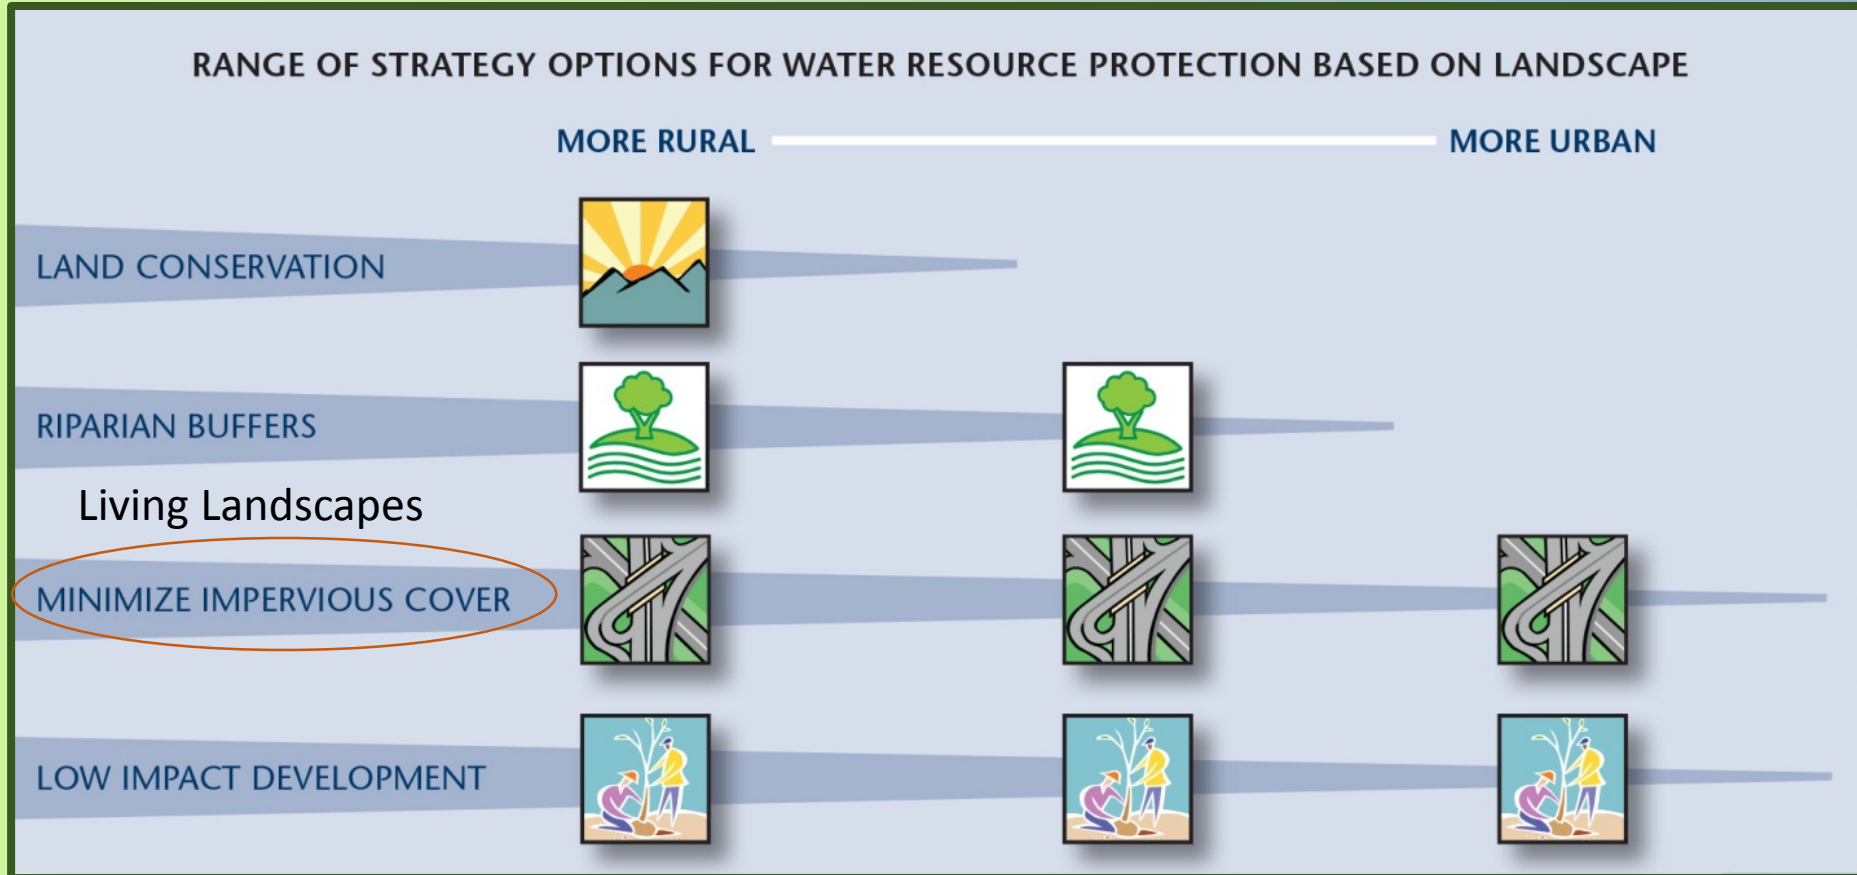 RANGE OF STRATEGY OPTIONS FOR WATER RESOURCE PROTECTION BASED ON LANDSCAPE
MORE RURAL MORE URBAN
LAND CONSERVATION
RIPARIAN BUFFERS
Living Landscapes
MINIMIZE IMPERVIOUS COVER
LOW IMPACT DEVELOPMENT